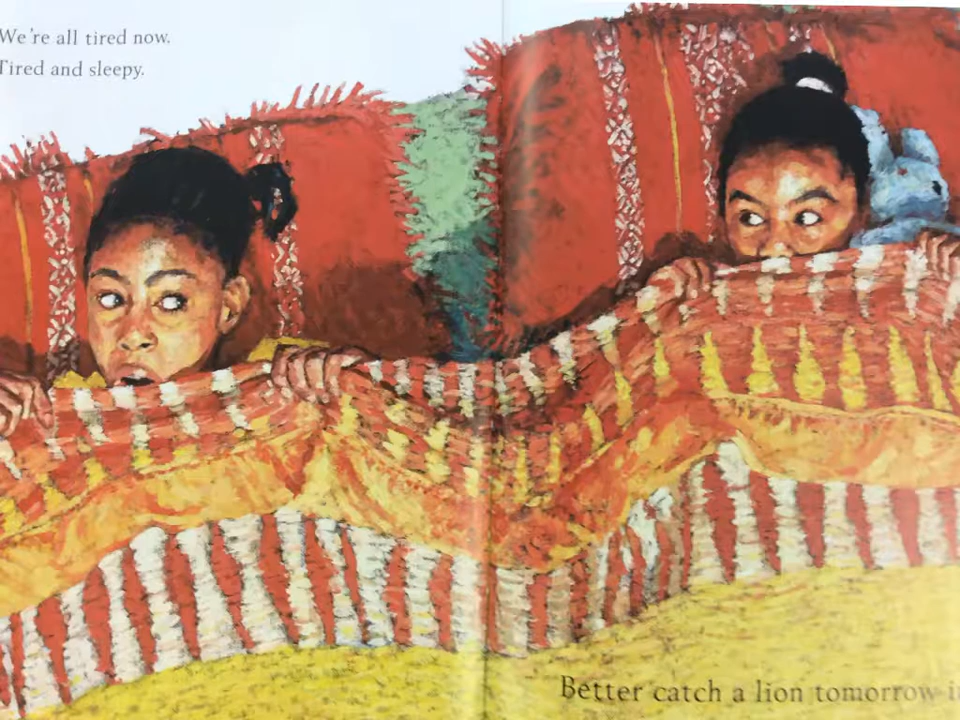 We're all tired now.
Tired and sleepy.
Better catch a lion tomorrow